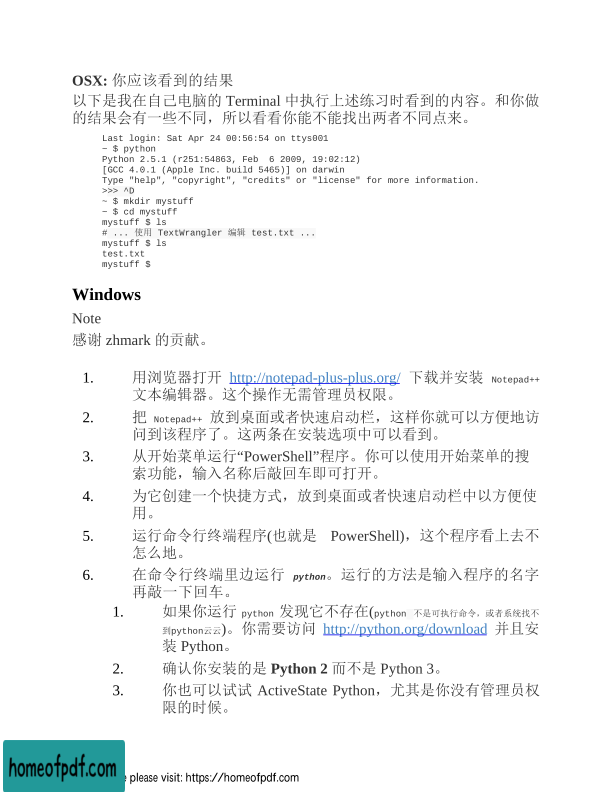 OSX: 你应该看到的结果
以下是我在自己电脑的 Terminal 中执行上述练习时看到的内容。和你做
的结果会有一些不同，所以看看你能不能找出两者不同点来。
Last login: Sat Apr 24 00:56:54 on ttys001
~ $ python
Python 2.5.1 (r251:54863, Feb  6 2009, 19:02:12)
[GCC 4.0.1 (Apple Inc. build 5465)] on darwin
Type "help", "copyright", "credits" or "license" for more information.
>>> ^D
~ $ mkdir mystuff
~ $ cd mystuff
mystuff $ ls
# ... 使用 TextWrangler 编辑 test.txt ...
mystuff $ ls
test.txt
mystuff $
Windows
Note
感谢 zhmark 的贡献。
1. 用浏览器打开 http://notepad-plus-plus.org/ 下载并安装 Notepad++
文本编辑器。这个操作无需管理员权限。
2. 把 Notepad++ 放到桌面或者快速启动栏，这样你就可以方便地访
问到该程序了。这两条在安装选项中可以看到。
3. 从开始菜单运行“PowerShell”程序。你可以使用开始菜单的搜
索功能，输入名称后敲回车即可打开。
4. 为它创建一个快捷方式，放到桌面或者快速启动栏中以方便使
用。
5. 运行命令行终端程序(也就是 PowerShell)，这个程序看上去不
怎么地。
6. 在命令行终端里边运行 python。运行的方法是输入程序的名字
再敲一下回车。
1. 如果你运行 python 发现它不存在(python 不是可执行命令，或者系统找不
到python云云)。你需要访问 http://python.org/download 并且安
装 Python。
2. 确认你安装的是 Python 2 而不是 Python 3。
3. 你也可以试试 ActiveState Python，尤其是你没有管理员权
限的时候。
homeofpdf.com
e please visit: https://homeofpdf.com